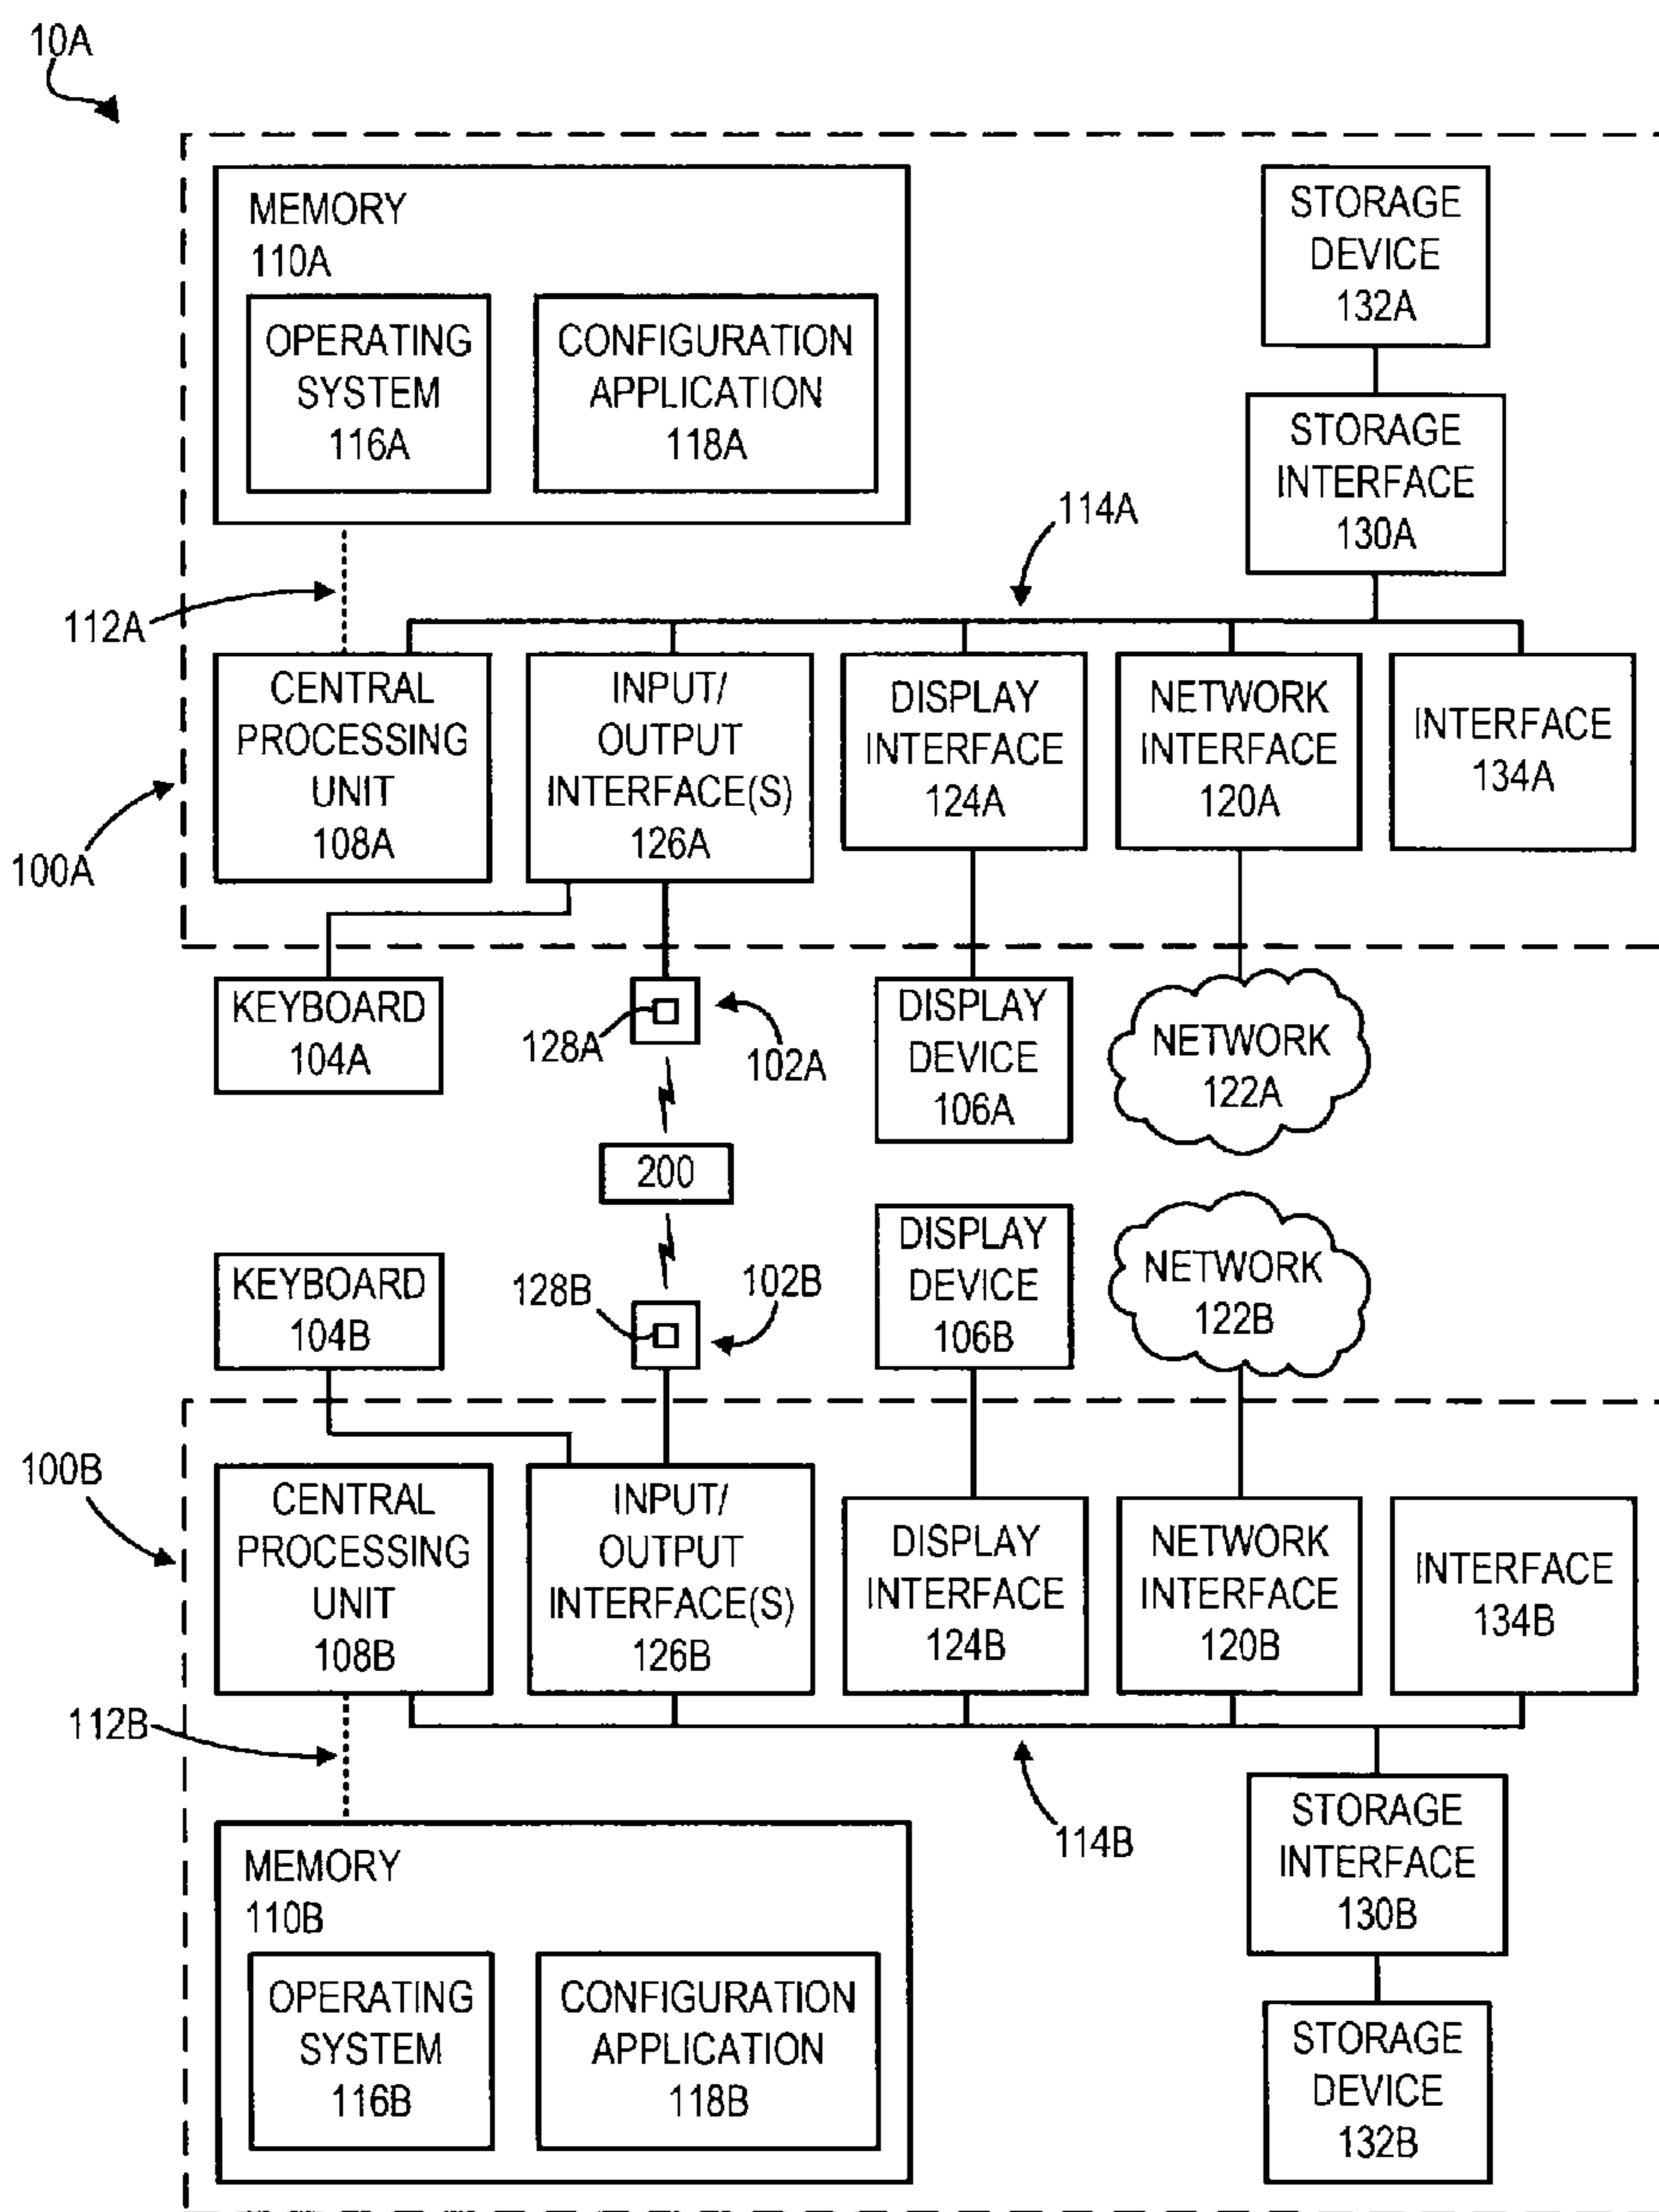 10A
MEMORY
110A
OPERATING
SYSTEM
116A
CONFIGURATION
APPLICATION
118A
STORAGE
DEVICE
132A
STORAGE
INTERFACE
130A
114A
112A
CENTRAL
PROCESSING
UNIT
108A
INPUT/
OUTPUT
INTERFACE(S)
126A
DISPLAY
INTERFACE
124A
NETWORK
INTERFACE
120A
INTERFACE
134A
100A
KEYBOARD
104A
128A
102A
DISPLAY
DEVICE
106A
NETWORK
122A
200
KEYBOARD
104B
128B
102B
DISPLAY
DEVICE
106B
NETWORK
122B
100B
CENTRAL
PROCESSING
UNIT
108B
INPUT/
OUTPUT
INTERFACE(S)
126B
DISPLAY
INTERFACE
124B
NETWORK
INTERFACE
120B
INTERFACE
134B
112B
114B
MEMORY
110B
OPERATING
SYSTEM
116B
CONFIGURATION
APPLICATION
118B
STORAGE
INTERFACE
130B
STORAGE
DEVICE
132B